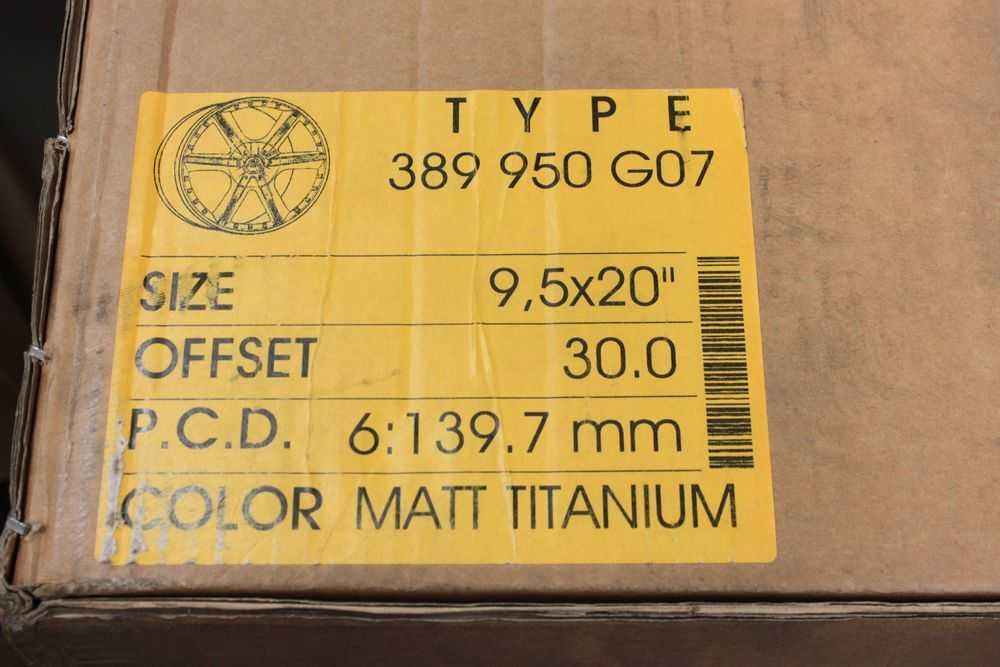 TYPE
389 950 G07
SIZE 9,5x20"
OFFSET 30.0
P.C.D. 6:139.7 mm
COLOR MATT TITANIUM